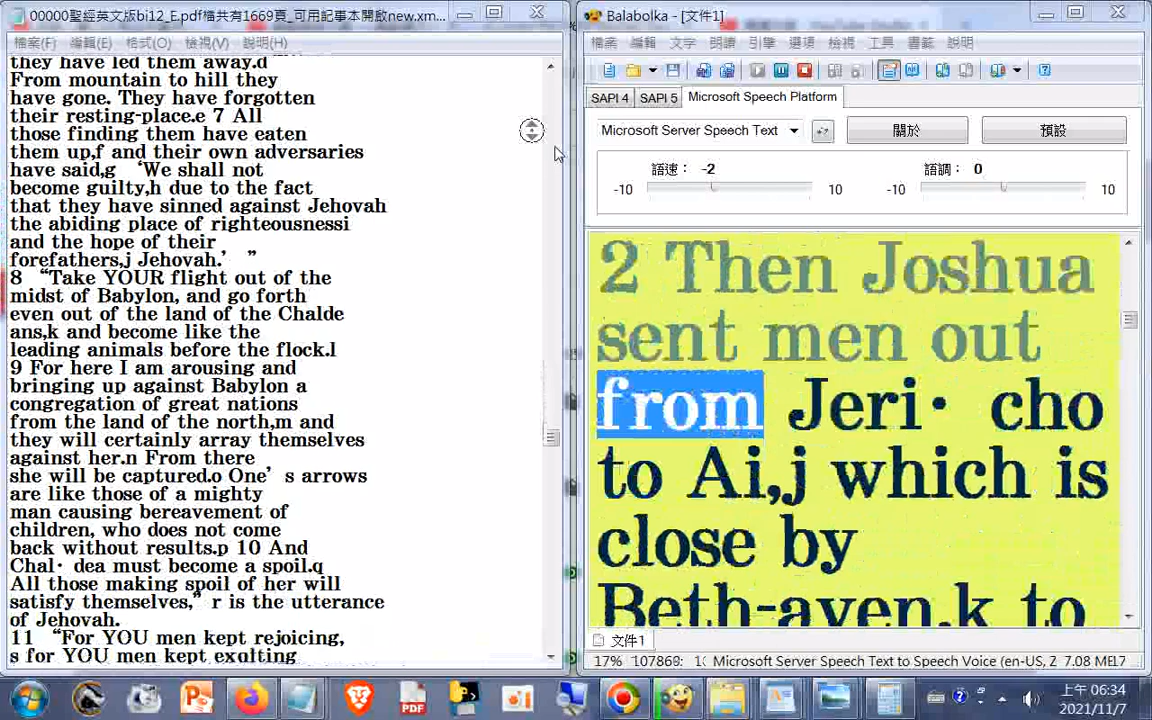 00000聖經英文版bi12_E.pdf檔共有1669頁_可用記事本開啟new.xm...
檔案(F) 編輯(E) 格式(O) 檢視(V) 說明(H)
they have led them away.d
From mountain to hill they
have gone. They have forgotten
their resting-place.e 7 All
those finding them have eaten
them up,f and their own adversaries
have said,g ‘We shall not
become guilty,h due to the fact
that they have sinned against Jehovah
the abiding place of righteousnessi
and the hope of their
forefathers,j Jehovah.’ ”
8 “Take YOUR flight out of the
midst of Babylon, and go forth
even out of the land of the Chalde
ans,k and become like the
leading animals before the flock.l
9 For here I am arousing and
bringing up against Babylon a
congregation of great nations
from the land of the north,m and
they will certainly array themselves
against her.n From there
she will be captured.o One’s arrows
are like those of a mighty
man causing bereavement of
children, who does not come
back without results.p 10 And
Chal· dea must become a spoil.q
All those making spoil of her will
satisfy themselves,” r is the utterance
of Jehovah.
11 “For YOU men kept rejoicing,
s for YOU men kept exulting
Balabolka - [文件1]
檔案 編輯 文字 朗讀 引擎 選項 檢視 工具 書籤 說明
SAPI 4 SAPI 5 Microsoft Speech Platform
Microsoft Server Speech Text 關於 預設
語速： -2 語調： 0
-10 10 -10 10
2 Then Joshua
sent men out
from Jeri· cho
to Ai,j which is
close by
Beth-aven,k to
文件1
17% 107869: Microsoft Server Speech Text to Speech Voice (en-US, 2 7.08 ME
上午 06:34
2021/11/7